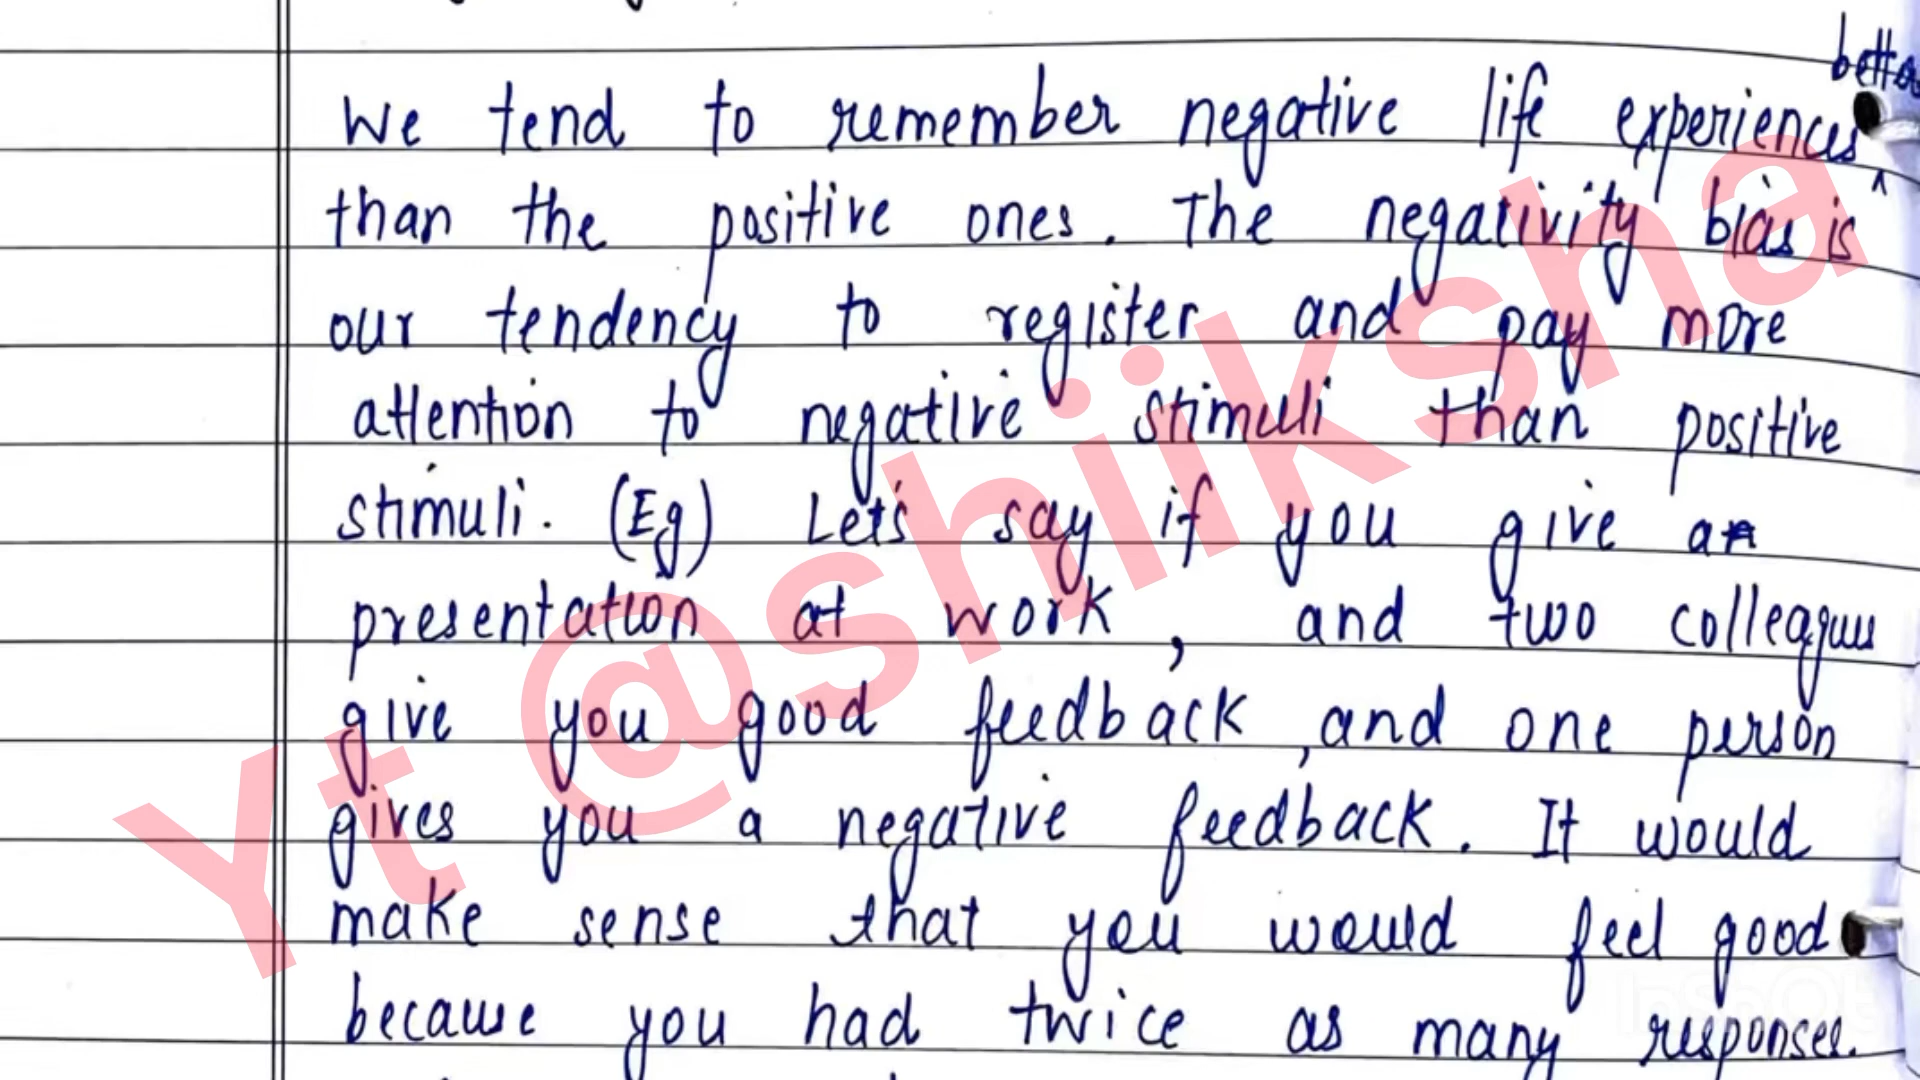 better
We tend to remember negative life experiences ^
than the positive ones. The negativity bias is
our tendency to register and pay more
attention to negative stimuli than positive
stimuli. (Eg) Let's say if you give a
presentation at work, and two colleagues
give you good feedback, and one person
gives you a negative feedback. It would
make sense that you would feel good
because you had twice as many responses.
Yt @shiiksha